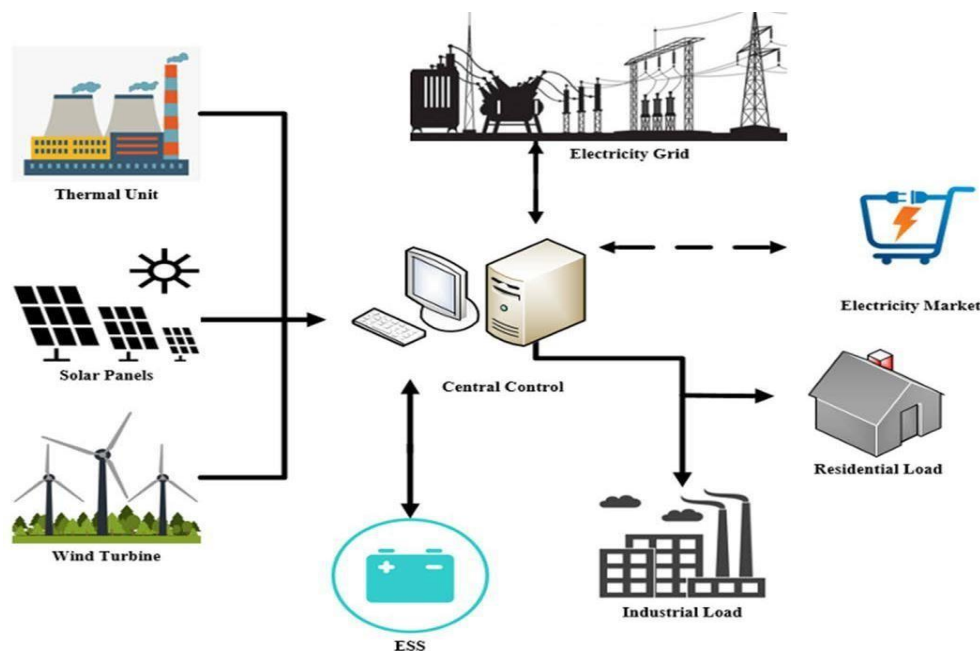 Electricity Grid
Thermal Unit
Electricity Market
Solar Panels
Central Control
Residential Load
Wind Turbine
Industrial Load
ESS